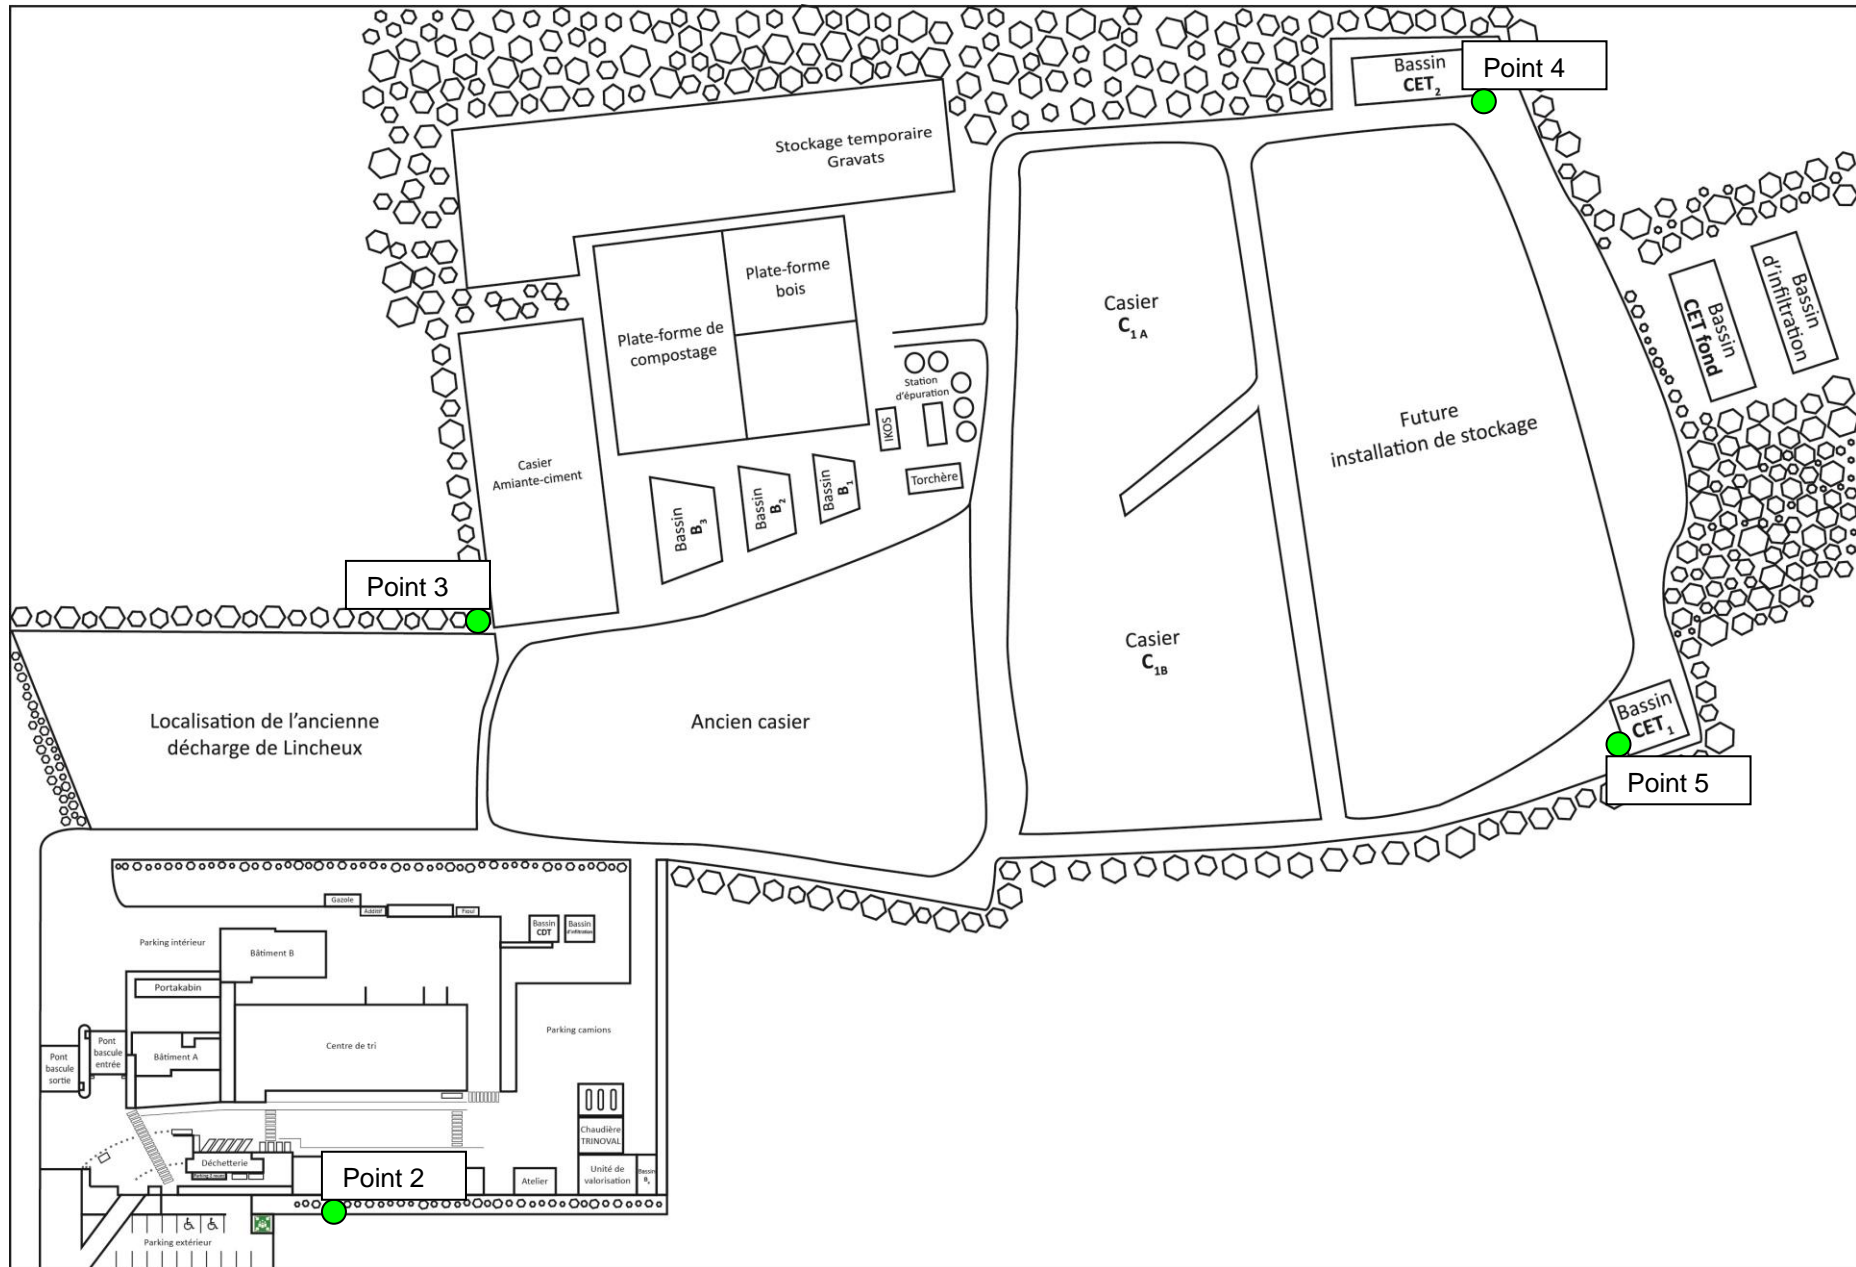 Bassin
CET2
Point 4
Stockage temporaire
Gravats
Plate-forme
bois
Plate-forme de
compostage
Casier
C1 A
Bassin
CET fond
Bassin
d'infiltration
Station
d'épuration
IKOS
Torchère
Future
installation de stockage
Casier
Amiante-ciment
Bassin
B3
Bassin
B2
Bassin
B1
Point 3
Casier
C1B
Localisation de l'ancienne
décharge de Lincheux
Ancien casier
Bassin
CET1
Point 5
Gazole
Additif
Fioul
Bassin
CDT
Bassin
d'infiltration
Parking intérieur
Bâtiment B
Portakabin
Parking camions
Pont
bascule
sortie
Pont
bascule
entrée
Bâtiment A
Centre de tri
Chaudière
TRINOVAL
Déchetterie
Point 2
Atelier
Unité de
valorisation
Bassin
Parking extérieur